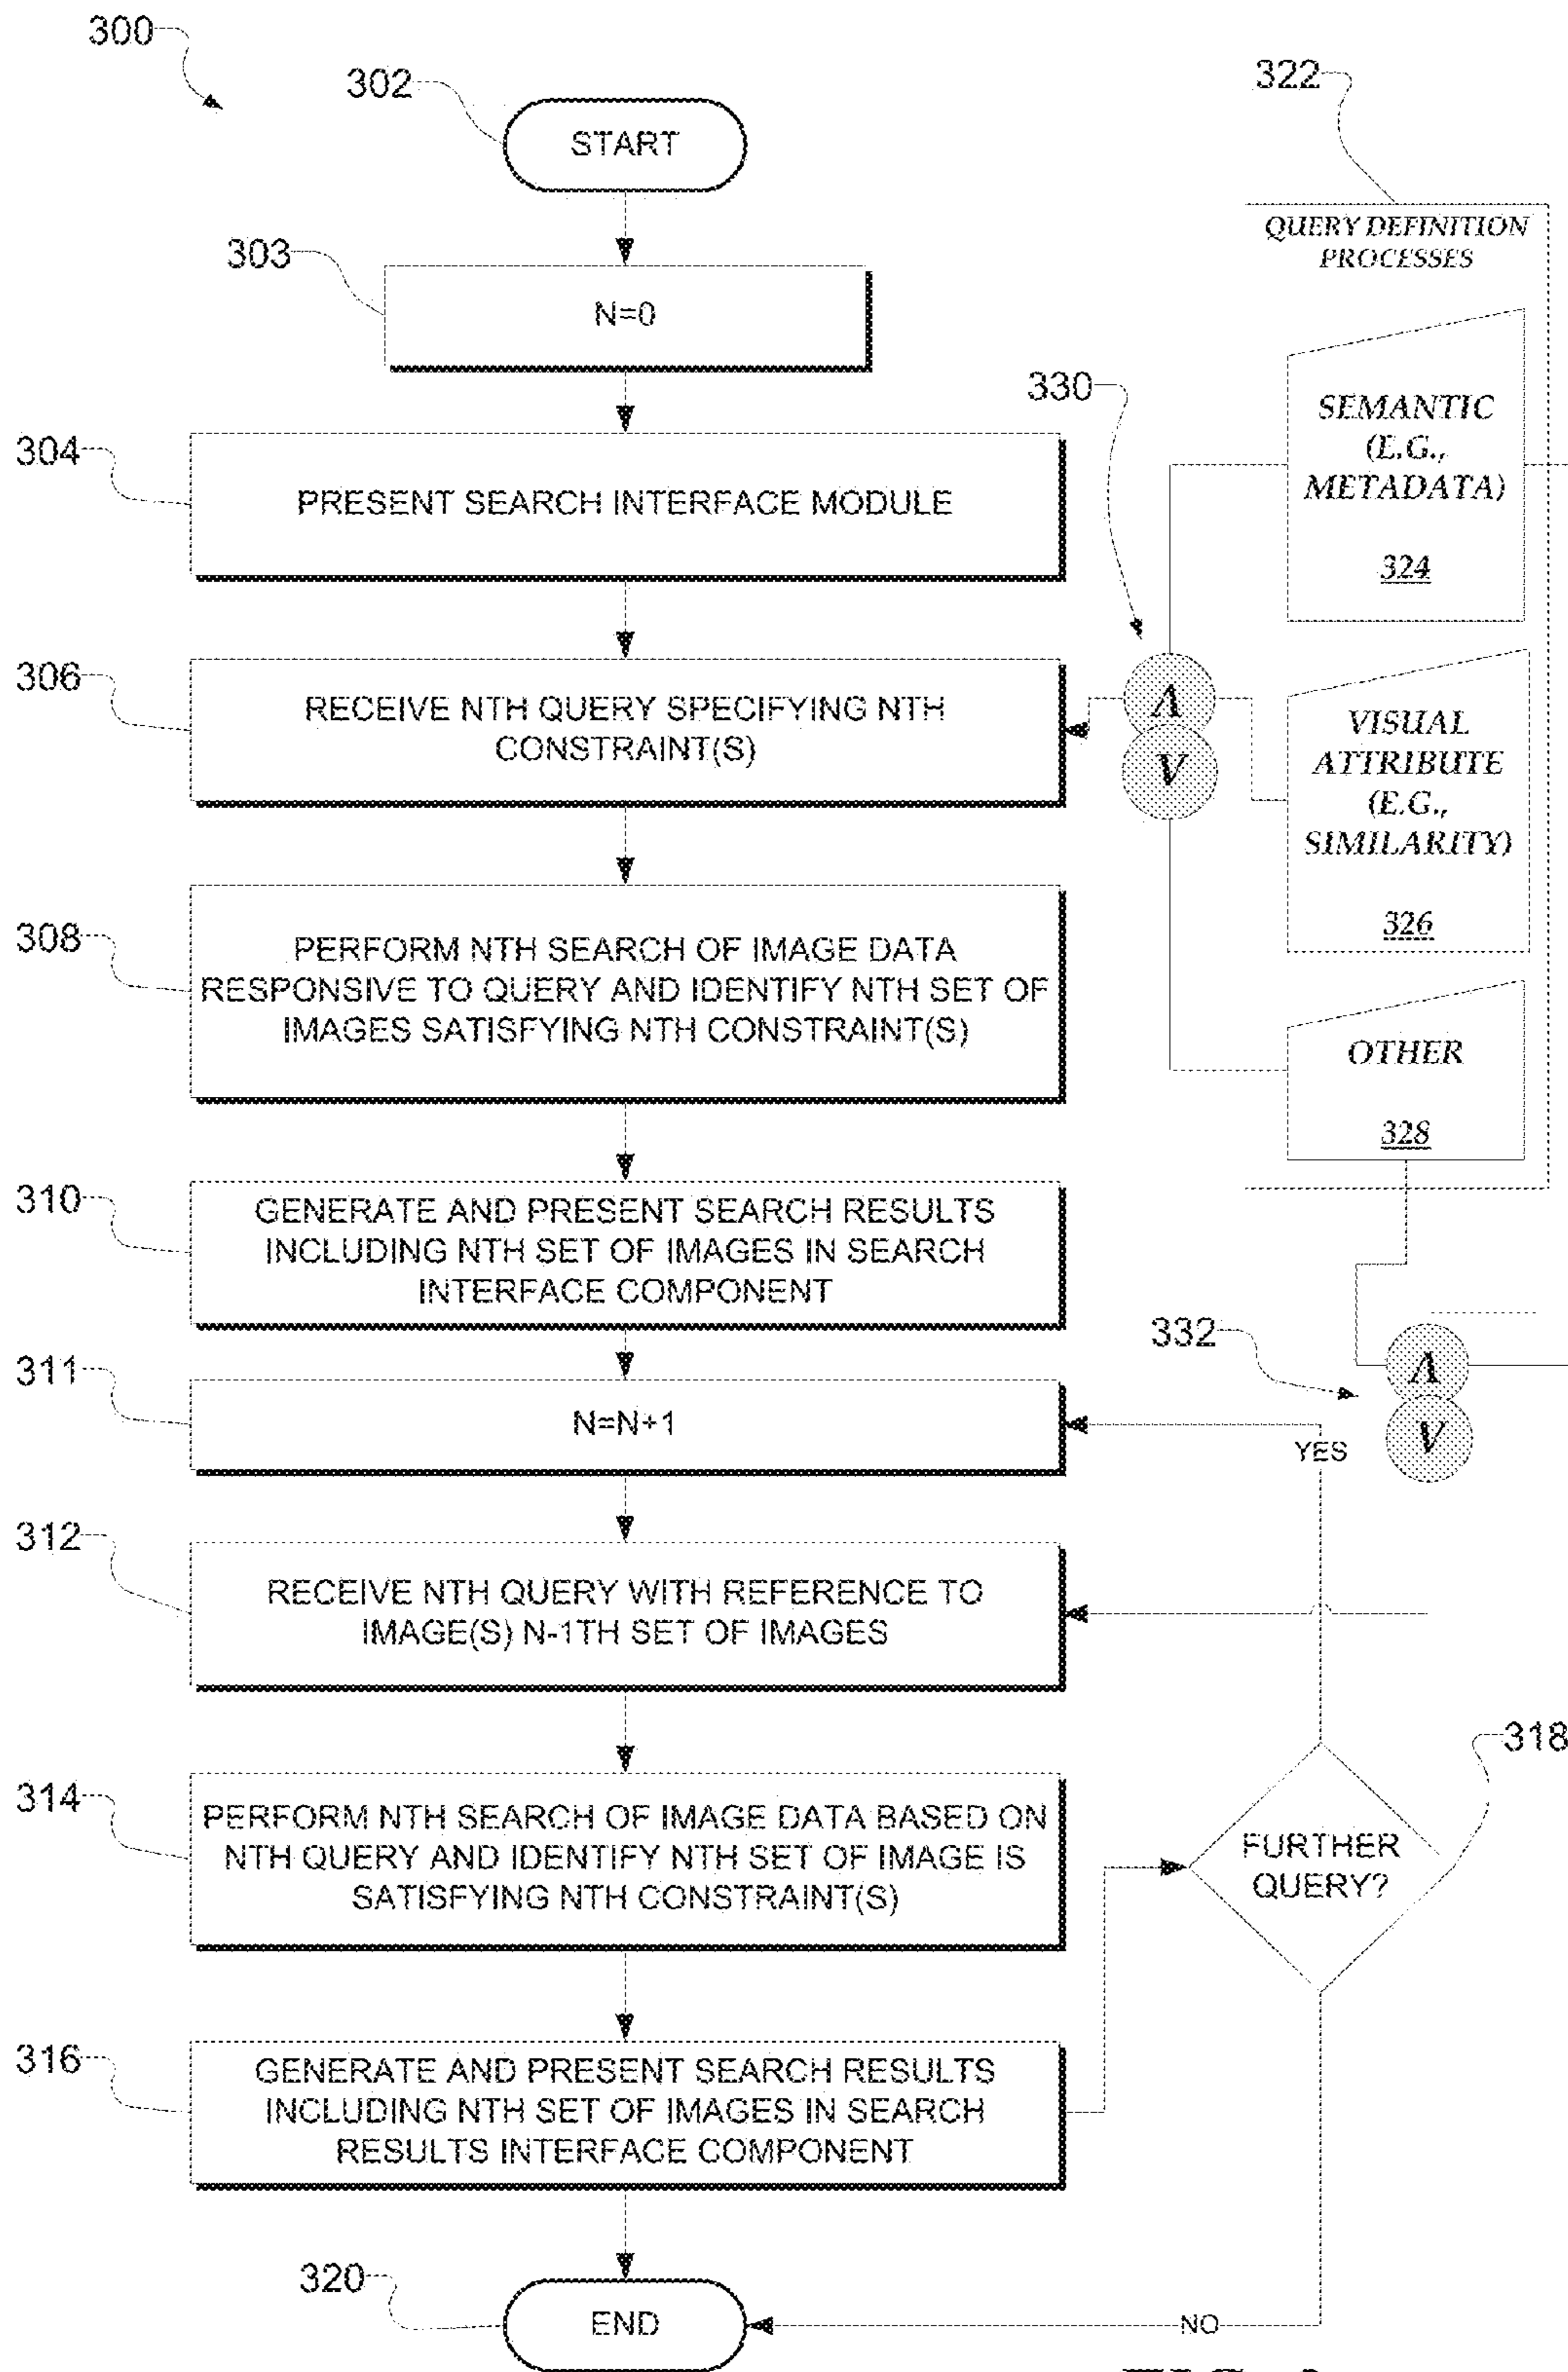 300
302
START
303
N=0
304
PRESENT SEARCH INTERFACE MODULE
306
RECEIVE NTH QUERY SPECIFYING NTH
CONSTRAINT(S)
308
PERFORM NTH SEARCH OF IMAGE DATA
RESPONSIVE TO QUERY AND IDENTIFY NTH SET OF
IMAGES SATISFYING NTH CONSTRAINT(S)
310
GENERATE AND PRESENT SEARCH RESULTS
INCLUDING NTH SET OF IMAGES IN SEARCH
INTERFACE COMPONENT
311
N=N+1
312
RECEIVE NTH QUERY WITH REFERENCE TO
IMAGE(S) N-1TH SET OF IMAGES
314
PERFORM NTH SEARCH OF IMAGE DATA BASED ON
NTH QUERY AND IDENTIFY NTH SET OF IMAGE IS
SATISFYING NTH CONSTRAINT(S)
316
GENERATE AND PRESENT SEARCH RESULTS
INCLUDING NTH SET OF IMAGES IN SEARCH
RESULTS INTERFACE COMPONENT
320
END
322
QUERY DEFINITION
PROCESSES
330
Λ
V
SEMANTIC
(E.G.,
METADATA)
324
VISUAL
ATTRIBUTE
(E.G.,
SIMILARITY)
326
OTHER
328
332
Λ
V
YES
318
FURTHER
QUERY?
NO